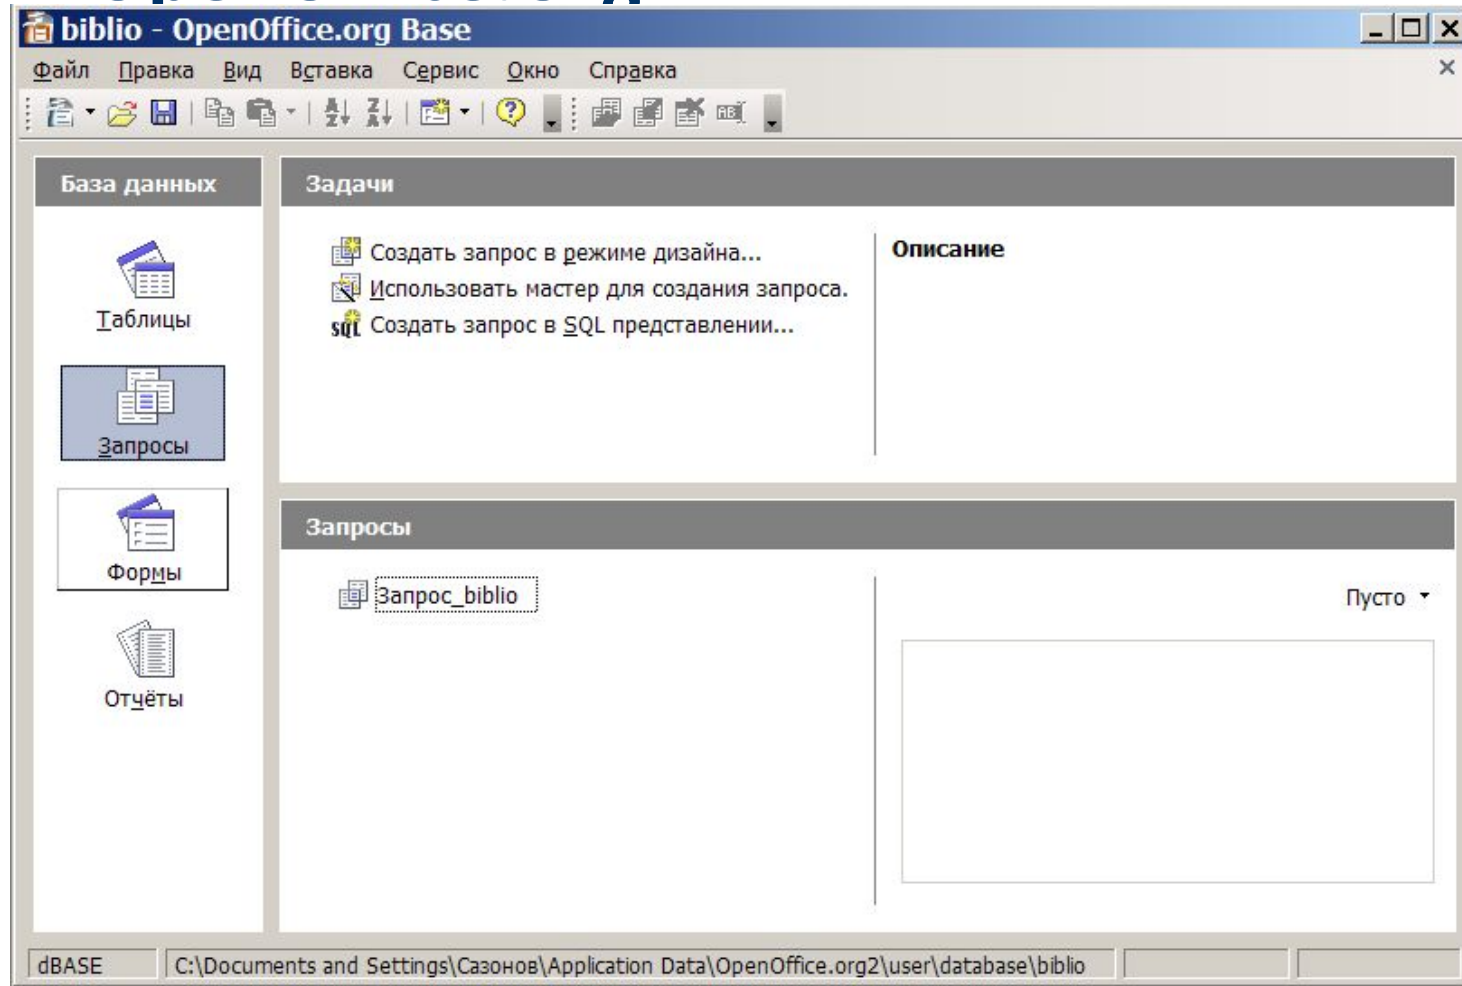 biblio - OpenOffice.org Base
Файл Правка Вид Вставка Сервис Окно Справка
База данных
Таблицы
Запросы
Формы
Отчёты
Задачи
Создать запрос в режиме дизайна...
Использовать мастер для создания запроса.
SQL Создать запрос в SQL представлении...
Описание
Запросы
Запрос_biblio
Пусто
dBASE C:\Documents and Settings\Сазонов\Application Data\OpenOffice.org2\user\database\biblio